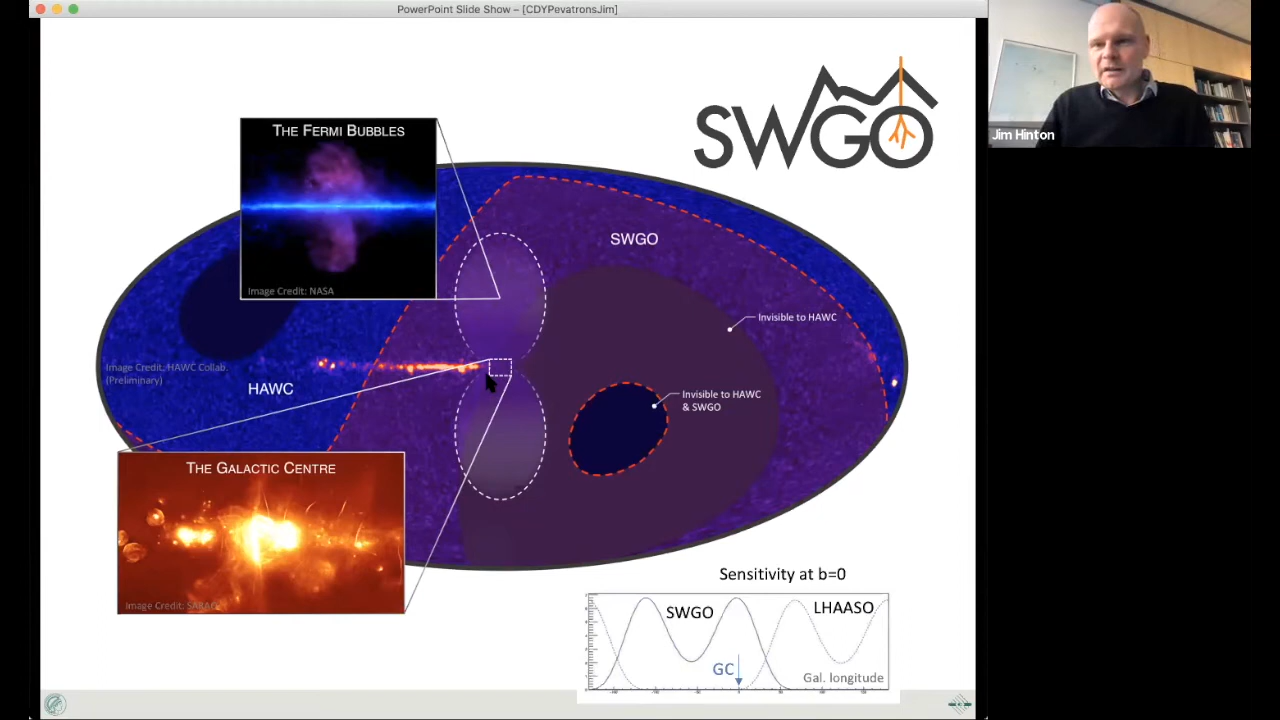 PowerPoint Slide Show – [CDYPevatronsJim]
SWGO
Jim Hinton
THE FERMI BUBBLES
Image Credit: NASA
SWGO
Invisible to HAWC
Image Credit: HAWC Collab.
(Preliminary)
HAWC
Invisible to HAWC
& SWGO
THE GALACTIC CENTRE
Image Credit: SARAO
Sensitivity at b=0
SWGO
LHAASO
GC
Gal. longitude